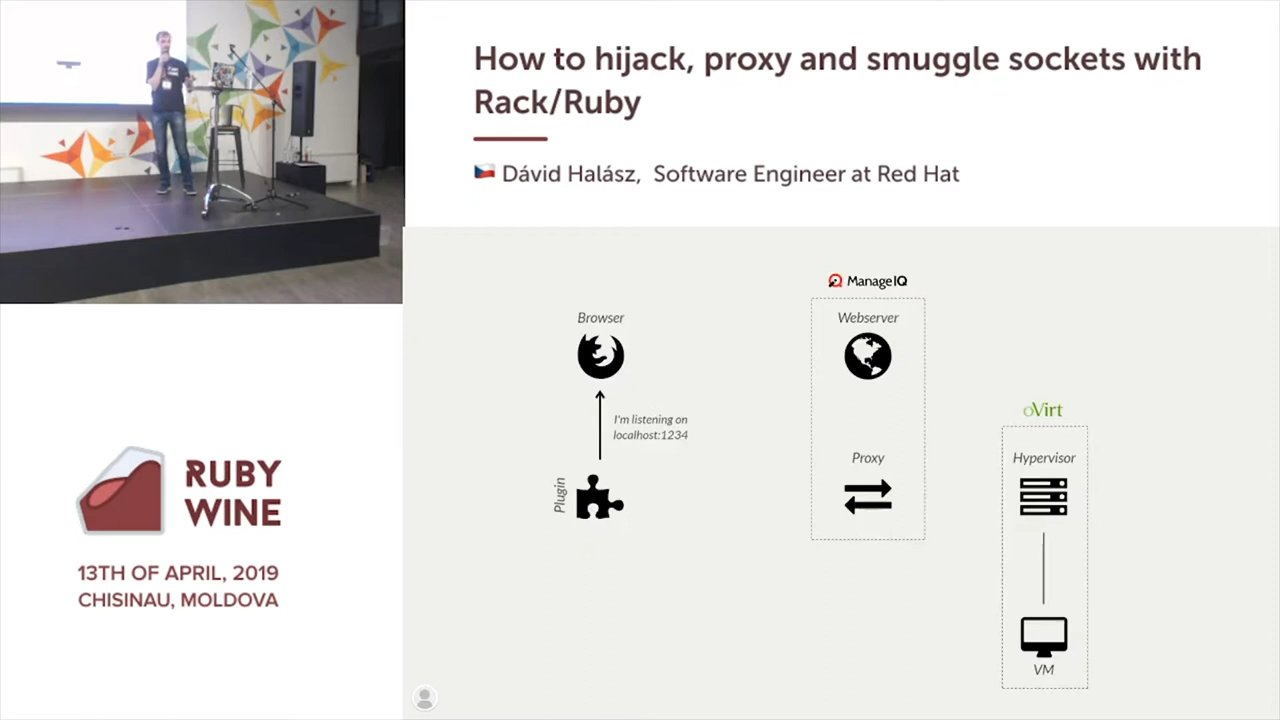 How to hijack, proxy and smuggle sockets with
Rack/Ruby
Dávid Halász, Software Engineer at Red Hat
ManageIQ
Browser
Webserver
I'm listening on
localhost:1234
oVirt
Plugin
Proxy
Hypervisor
VM
RUBY
WINE
13TH OF APRIL, 2019
CHISINAU, MOLDOVA